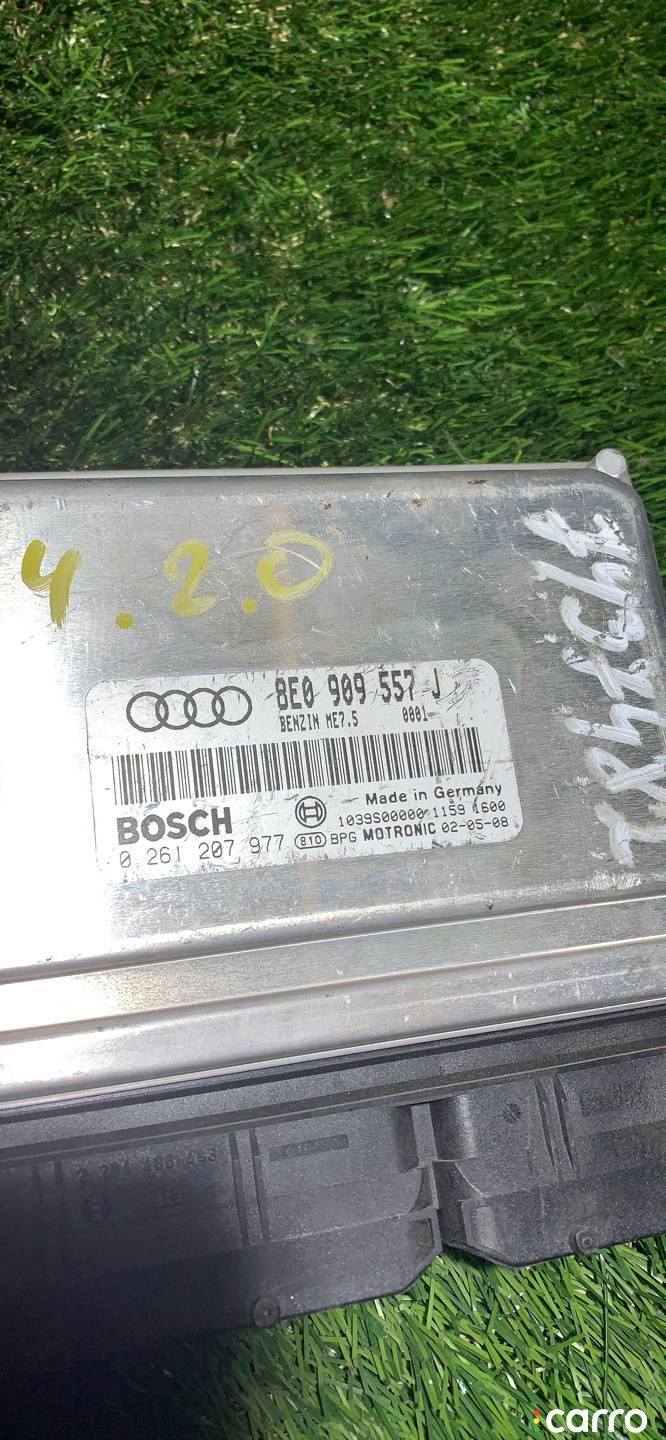 4.2.0
8E0 909 557 J
BENZIN ME7.5 0001
BOSCH
Made in Germany
1039S00000 1159 1600
0 261 207 977 810 BPG MOTRONIC 02-05-08
carro